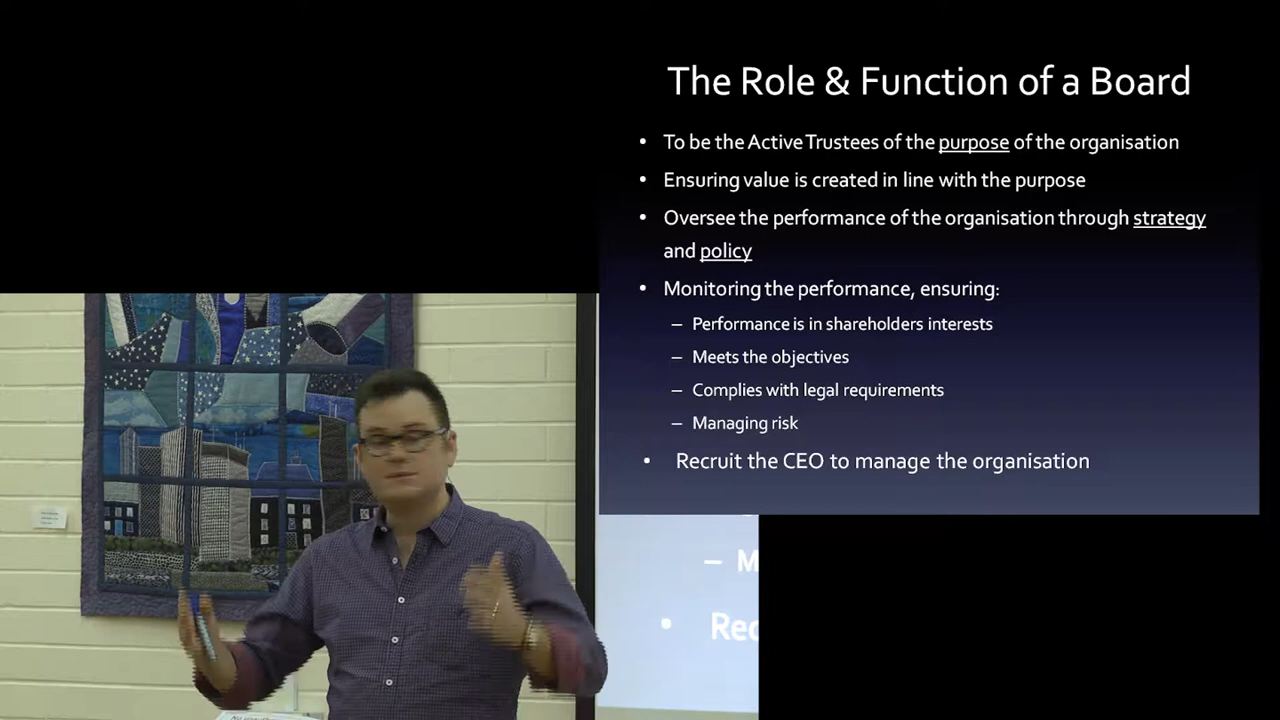 The Role & Function of a Board
• To be the Active Trustees of the purpose of the organisation
• Ensuring value is created in line with the purpose
• Oversee the performance of the organisation through strategy
and policy
• Monitoring the performance, ensuring:
– Performance is in shareholders interests
– Meets the objectives
– Complies with legal requirements
– Managing risk
• Recruit the CEO to manage the organisation
– M
• Rec